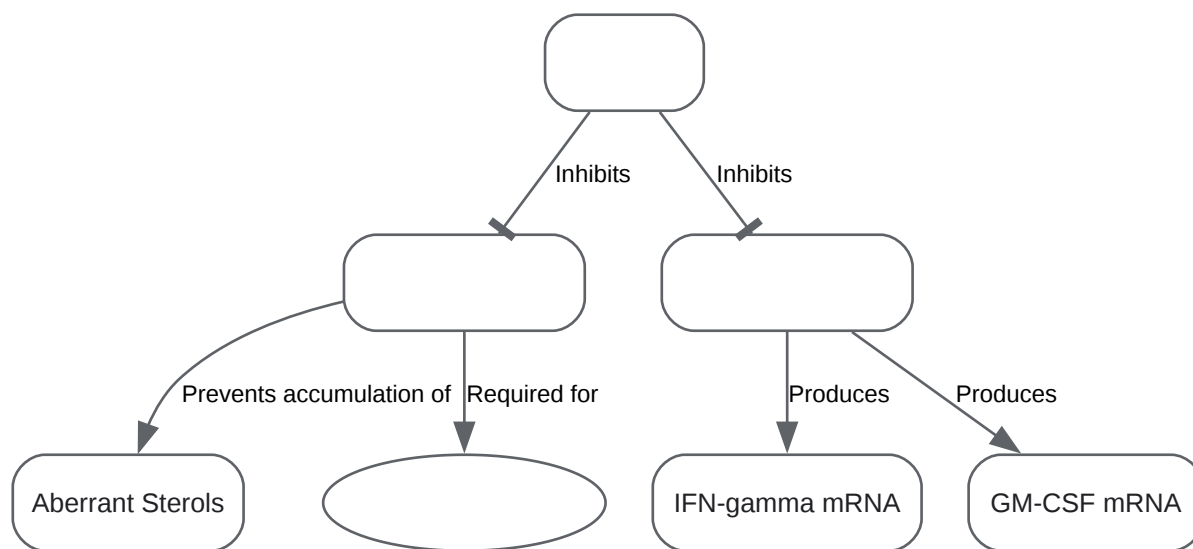 Inhibits
Inhibits
Prevents accumulation of
Required for
Produces
Produces
Aberrant Sterols
IFN-gamma mRNA
GM-CSF mRNA